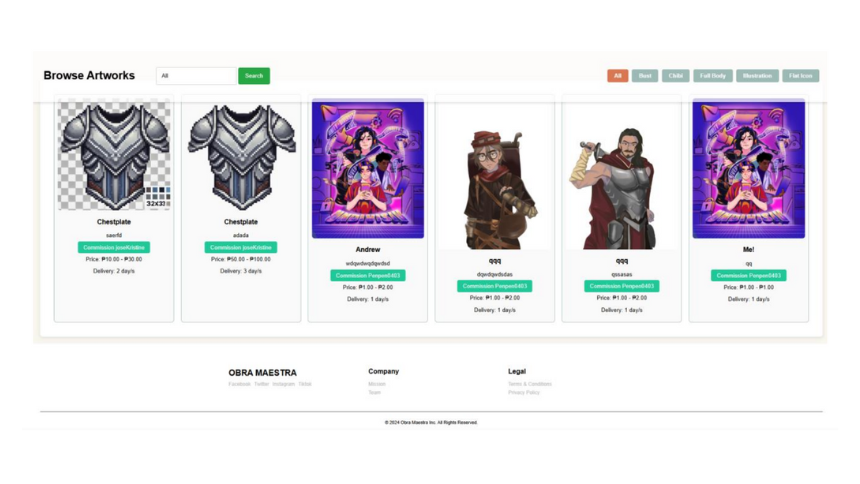 Browse Artworks
All
Search
All
Bust
Chibi
Full Body
Illustration
Flat Icon
32x32
Chestplate
saerfd
Commission joseKristine
Price: ₱10.00 - ₱30.00
Delivery: 2 day/s
Chestplate
adada
Commission joseKristine
Price: ₱50.00 - ₱100.00
Delivery: 3 day/s
Andrew
wdqwdwqdqwdsd
Commission Penpen0403
Price: ₱1.00 - ₱2.00
Delivery: 1 day/s
qqq
dqwdqwdsdas
Commission Penpen0403
Price: ₱1.00 - ₱2.00
Delivery: 1 day/s
qqq
qssasas
Commission Penpen0403
Price: ₱1.00 - ₱2.00
Delivery: 1 day/s
Me!
qq
Commission Penpen0403
Price: ₱1.00 - ₱1.00
Delivery: 1 day/s
OBRA MAESTRA
Facebook Twitter Instagram Tiktok
Company
Mission
Team
Legal
Terms & Conditions
Privacy Policy
© 2024 Obra Maestra Inc. All Rights Reserved.